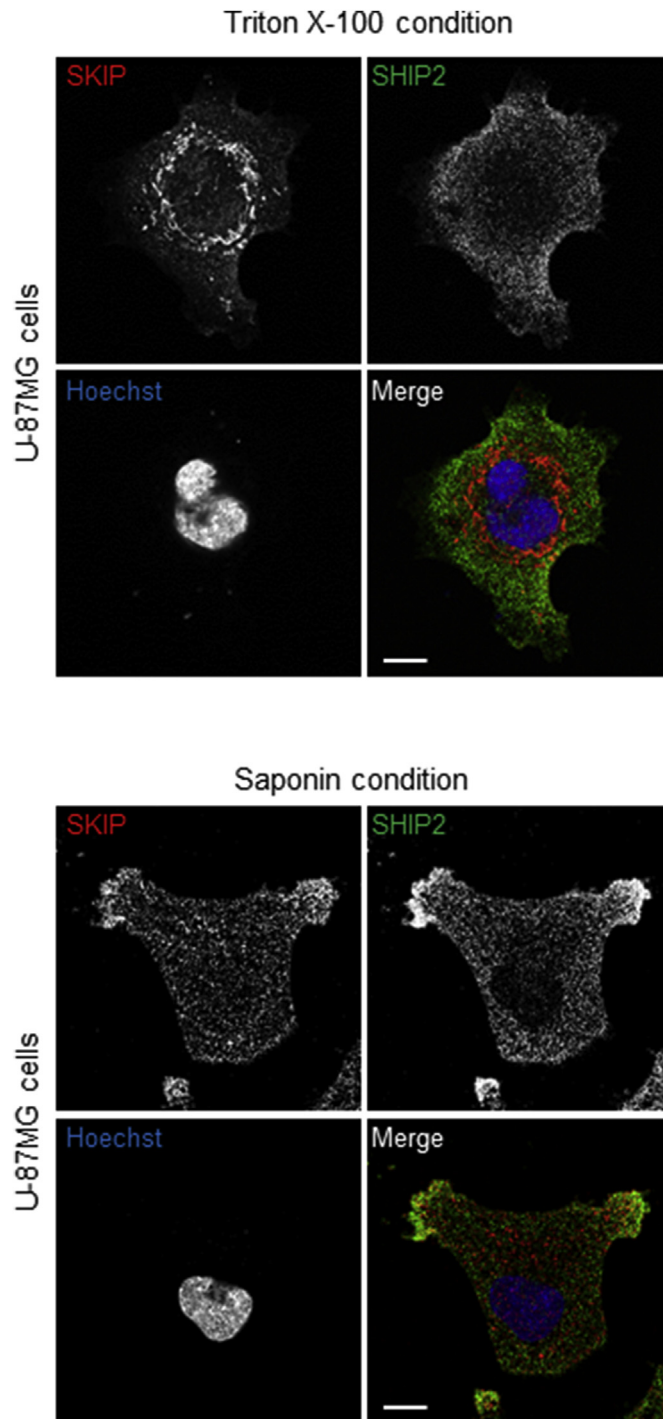 Triton X-100 condition
SKIP
SHIP2
U-87MG cells
Hoechst
Merge
Saponin condition
SKIP
SHIP2
U-87MG cells
Hoechst
Merge